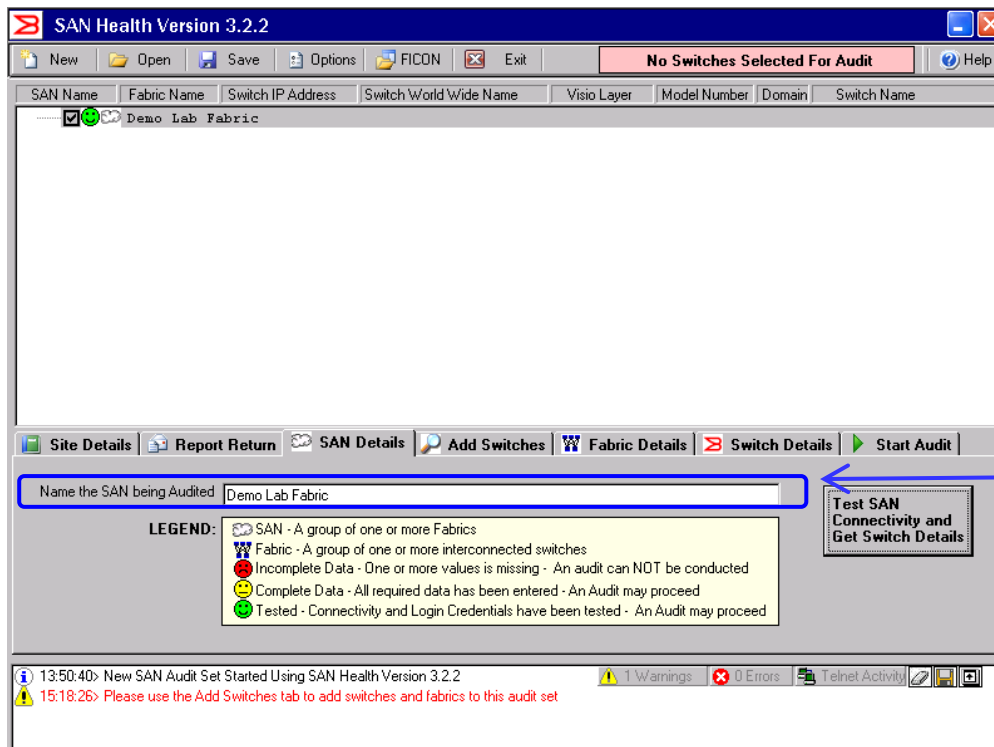 SAN Health Version 3.2.2
New Open Save Options FICON Exit No Switches Selected For Audit Help
SAN Name Fabric Name Switch IP Address Switch World Wide Name Visio Layer Model Number Domain Switch Name
Demo Lab Fabric
Site Details Report Return SAN Details Add Switches Fabric Details Switch Details Start Audit
Name the SAN being Audited Demo Lab Fabric
Test SAN
Connectivity and
Get Switch Details
LEGEND: SAN - A group of one or more Fabrics
Fabric - A group of one or more interconnected switches
Incomplete Data - One or more values is missing - An audit can NOT be conducted
Complete Data - All required data has been entered - An Audit may proceed
Tested - Connectivity and Login Credentials have been tested - An Audit may proceed
13:50:40> New SAN Audit Set Started Using SAN Health Version 3.2.2 1 Warnings 0 Errors Telnet Activity
15:18:26> Please use the Add Switches tab to add switches and fabrics to this audit set